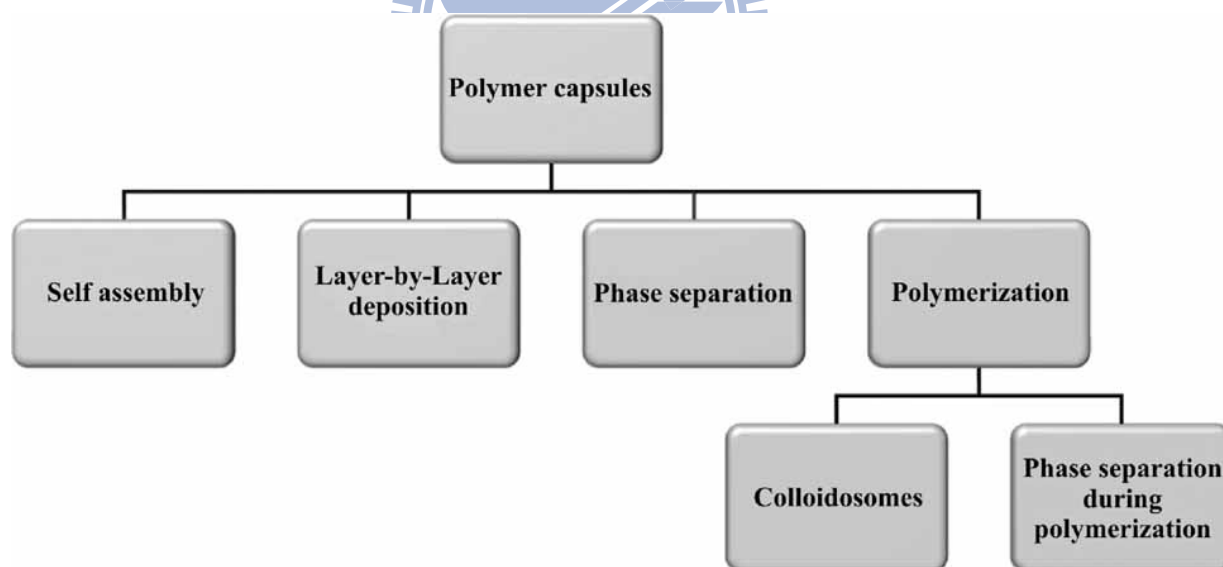 Polymer capsules
Self assembly
Layer-by-Layer
deposition
Phase separation
Polymerization
Colloidosomes
Phase separation
during
polymerization